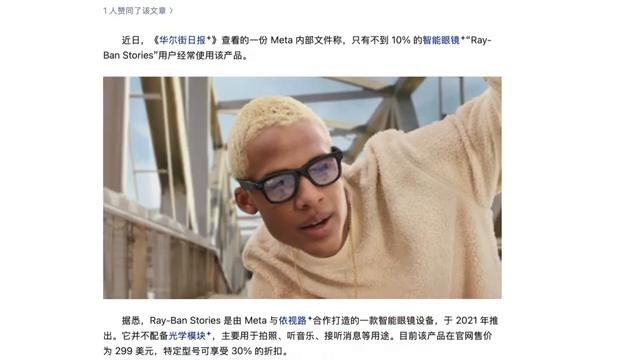 1 人赞同了该文章 〉
近日，《华尔街日报✦》查看的一份 Meta 内部文件称，只有不到 10% 的智能眼镜✦“Ray-
Ban Stories”用户经常使用该产品。
据悉，Ray-Ban Stories 是由 Meta 与依视路✦合作打造的一款智能眼镜设备，于 2021 年推
出。它并不配备光学模块✦，主要用于拍照、听音乐、接听消息等用途。目前该产品在官网售价
为 299 美元，特定型号可享受 30% 的折扣。